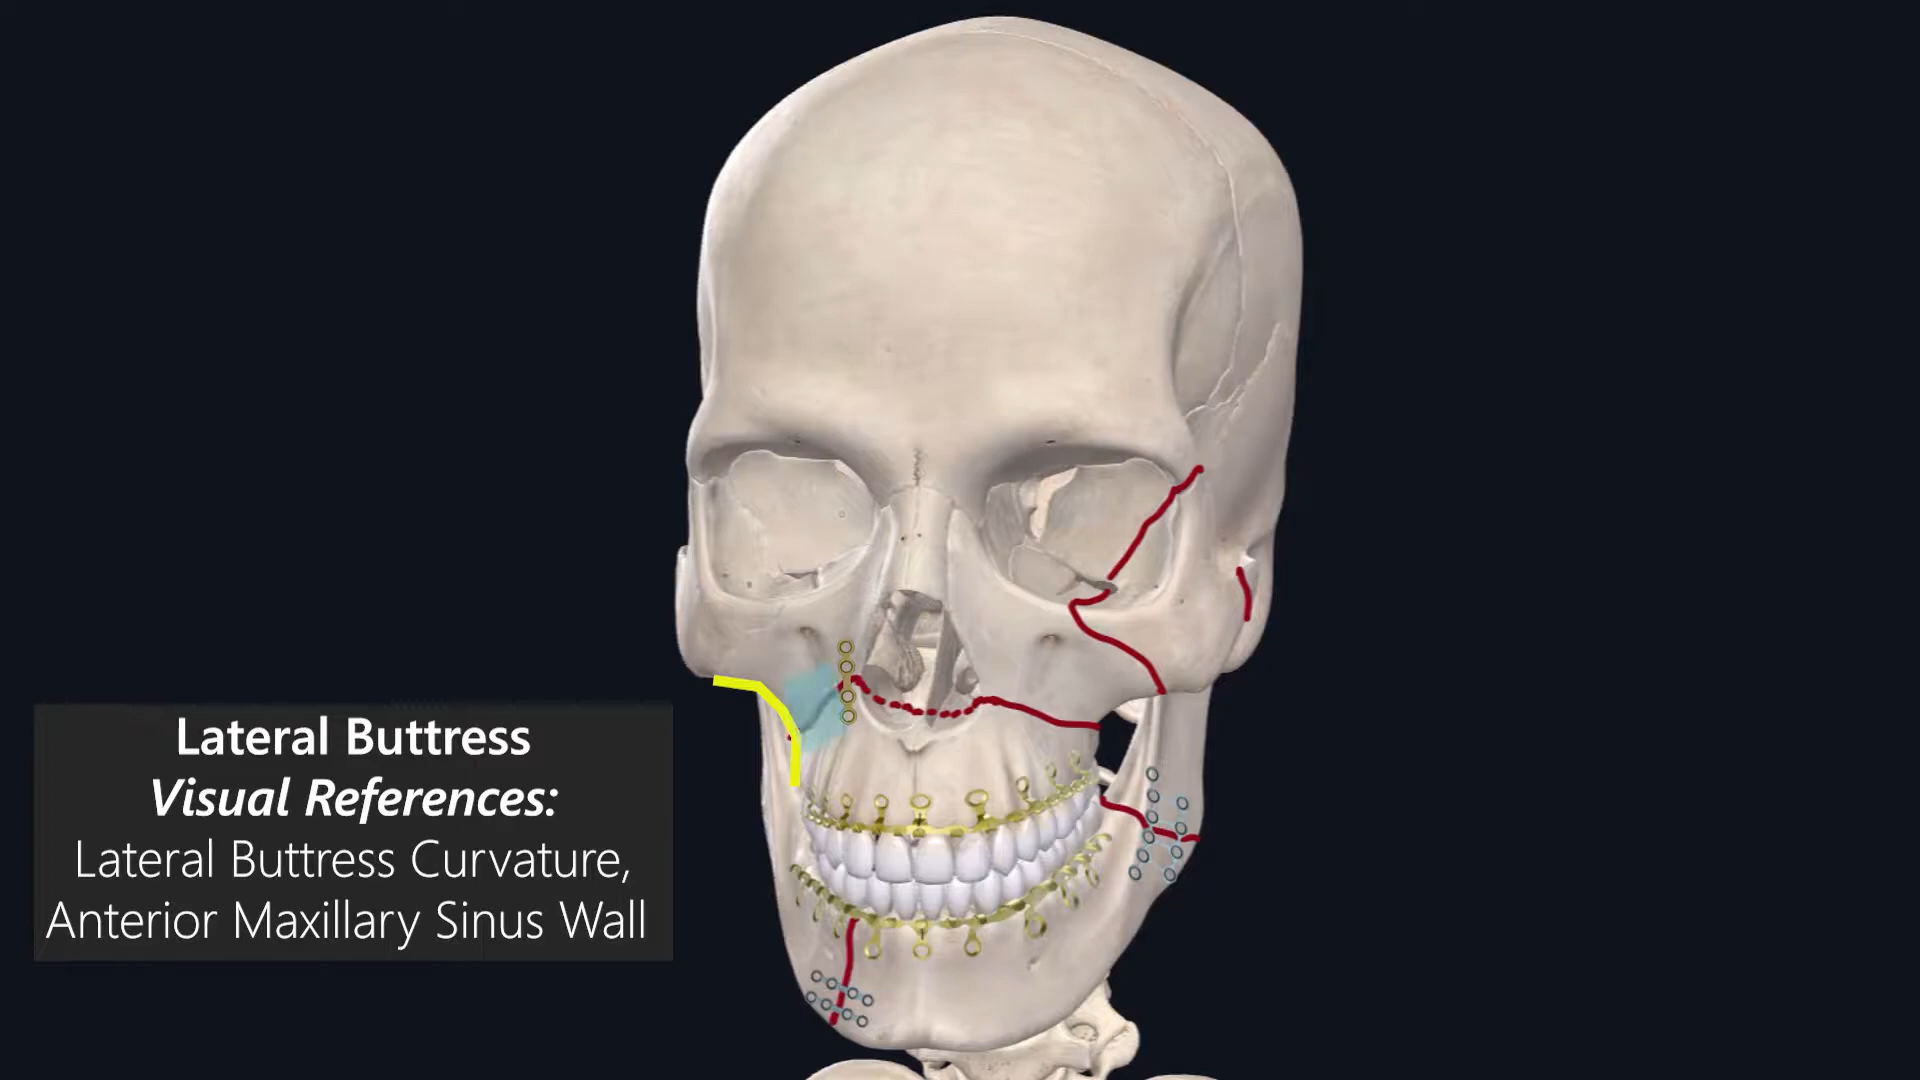 Lateral Buttress
Visual References:
Lateral Buttress Curvature,
Anterior Maxillary Sinus Wall